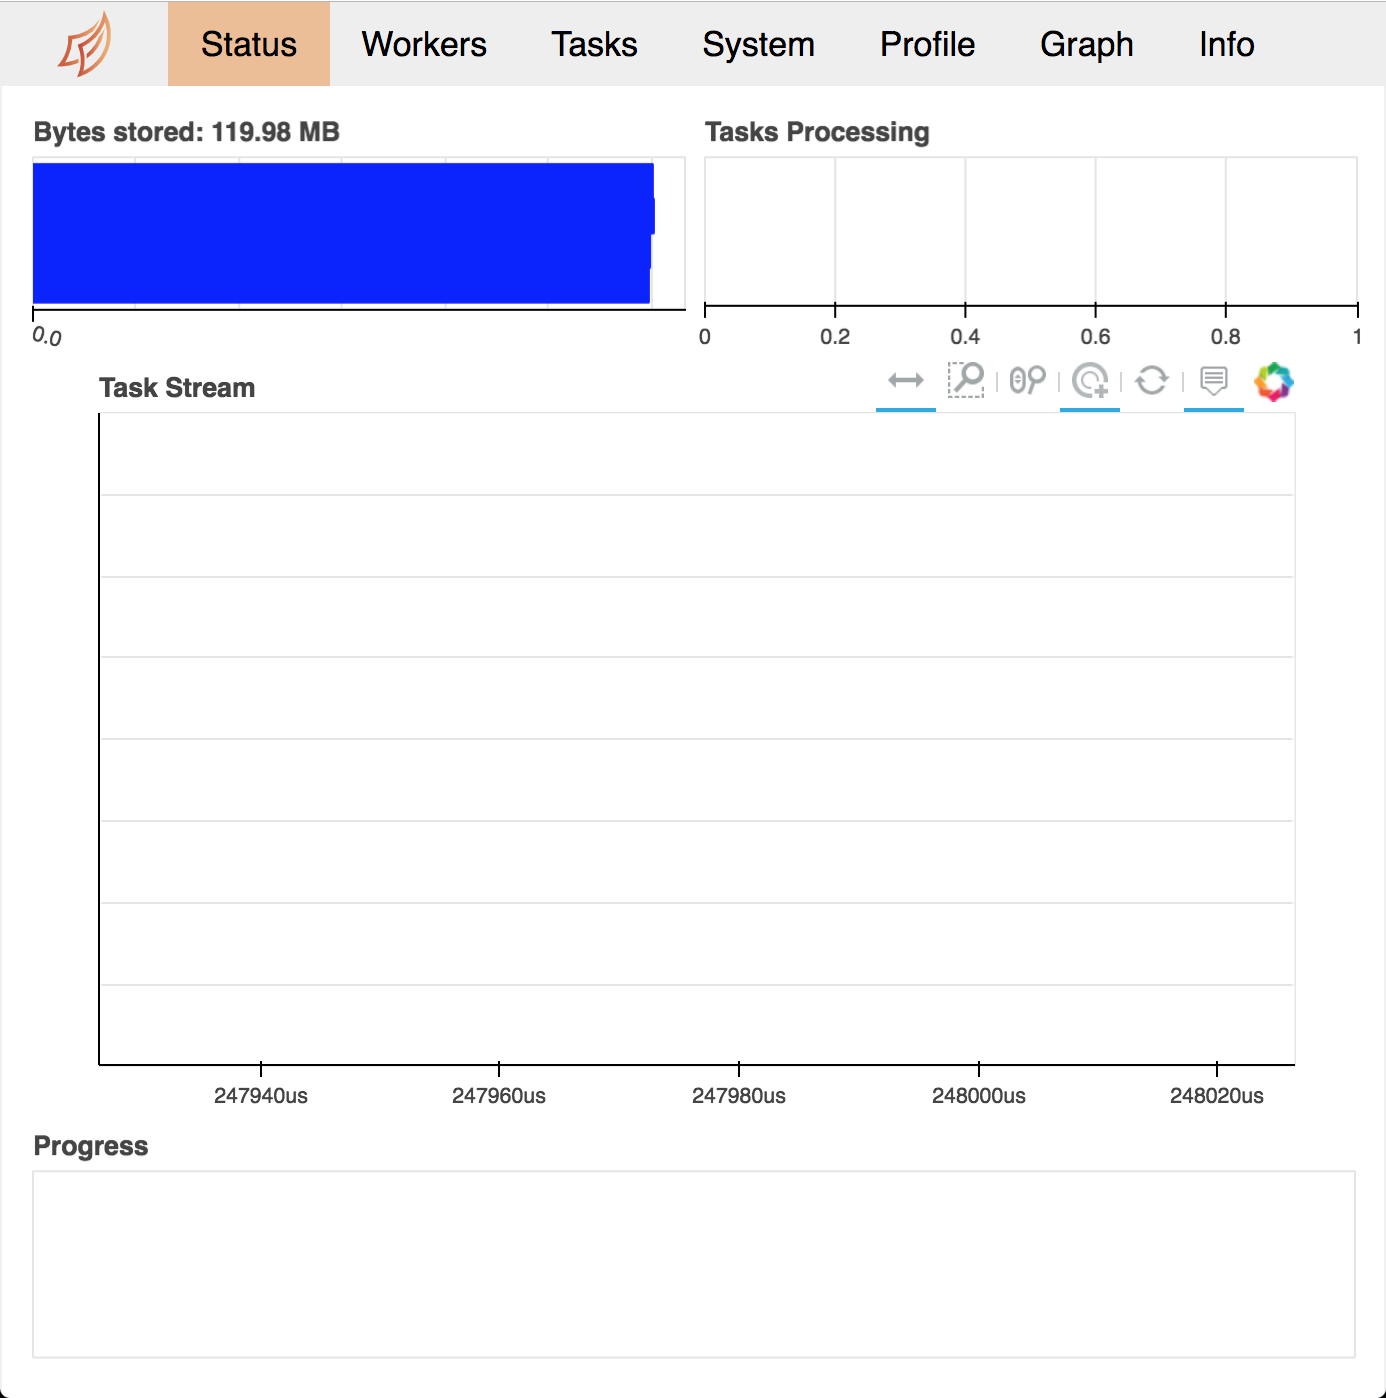 Status Workers Tasks System Profile Graph Info
Bytes stored: 119.98 MB
Tasks Processing
0.0
0 0.2 0.4 0.6 0.8 1
Task Stream
247940us 247960us 247980us 248000us 248020us
Progress